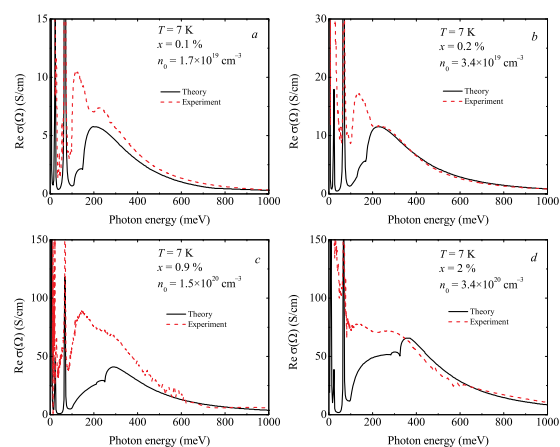 T = 7 K
a
x = 0.1 %
n0 = 1.7×10^19 cm^−3
Theory
Experiment
Re σ(Ω) (S/cm)
15
10
5
0
0 200 400 600 800 1000
Photon energy (meV)
T = 7 K
b
x = 0.2 %
n0 = 3.4×10^19 cm^−3
Theory
Experiment
Re σ(Ω) (S/cm)
30
20
10
0
0 200 400 600 800 1000
Photon energy (meV)
T = 7 K
x = 0.9 %
c
n0 = 1.5×10^20 cm^−3
Theory
Experiment
Re σ(Ω) (S/cm)
150
100
50
0
0 200 400 600 800 1000
Photon energy (meV)
T = 7 K
x = 2 %
d
n0 = 3.4×10^20 cm^−3
Theory
Experiment
Re σ(Ω) (S/cm)
150
100
50
0
0 200 400 600 800 1000
Photon energy (meV)